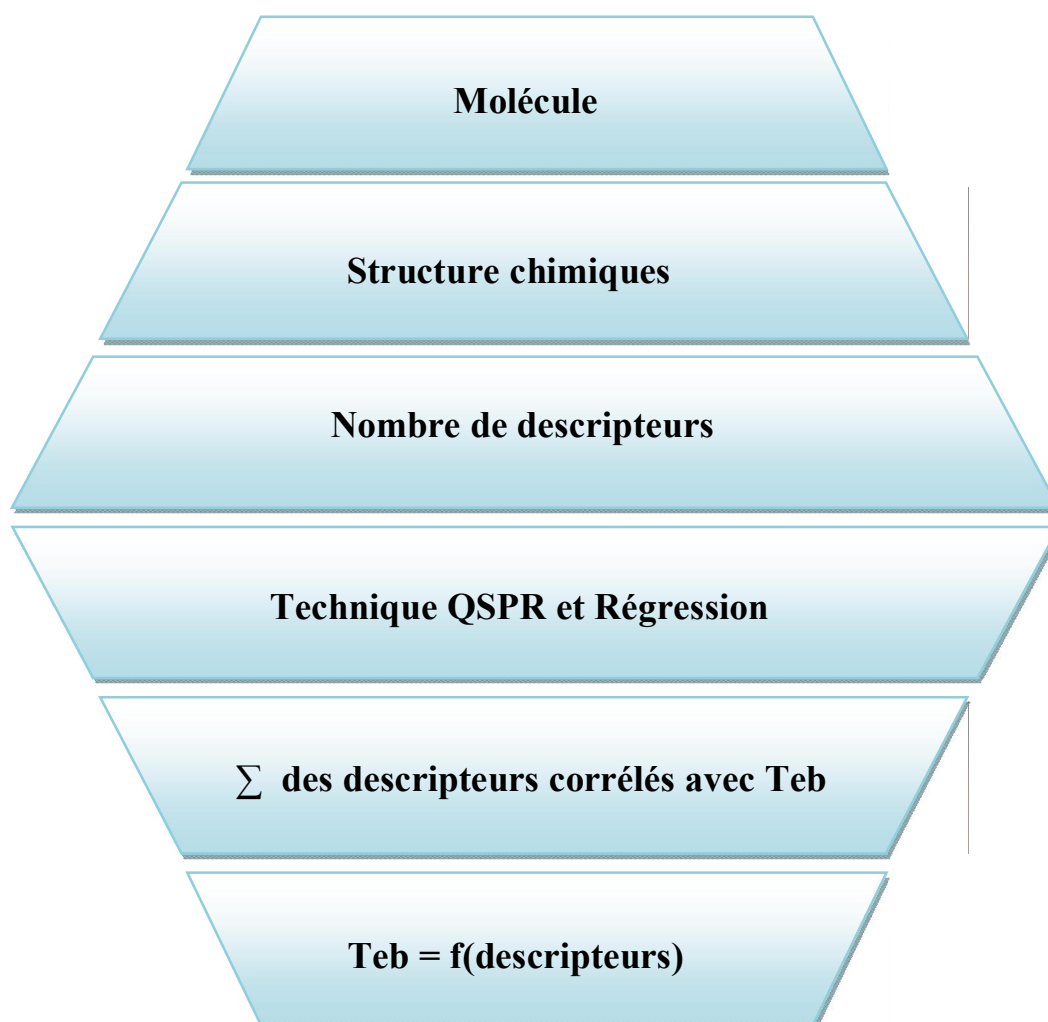 Molécule
Structure chimiques
Nombre de descripteurs
Technique QSPR et Régression
∑ des descripteurs corrélés avec Teb
Teb = f(descripteurs)